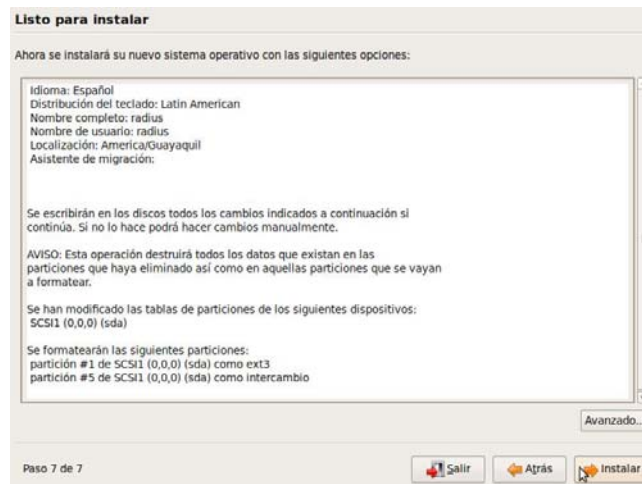 Listo para instalar
Ahora se instalará su nuevo sistema operativo con las siguientes opciones:
Idioma: Español
Distribución del teclado: Latin American
Nombre completo: radius
Nombre de usuario: radius
Localización: America/Guayaquil
Asistente de migración:
Se escribirán en los discos todos los cambios indicados a continuación si
continúa. Si no lo hace podrá hacer cambios manualmente.
AVISO: Esta operación destruirá todos los datos que existan en las
particiones que haya eliminado así como en aquellas particiones que se vayan
a formatear.
Se han modificado las tablas de particiones de los siguientes dispositivos:
SCSI1 (0,0,0) (sda)
Se formatearán las siguientes particiones:
partición #1 de SCSI1 (0,0,0) (sda) como ext3
partición #5 de SCSI1 (0,0,0) (sda) como intercambio
Avanzado...
Paso 7 de 7
Salir
Atrás
Instalar